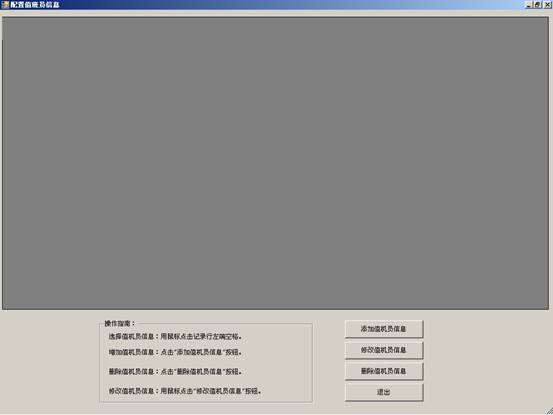 配置值班员信息
操作指南：
选择值机员信息：用鼠标点击记录行左端空格。
增加值机员信息：点击"添加值机员信息"按钮。
删除值机员信息：点击"删除值机员信息"按钮。
修改值机员信息：用鼠标点击"修改值机员信息"按钮。
添加值机员信息
修改值机员信息
删除值机员信息
退出